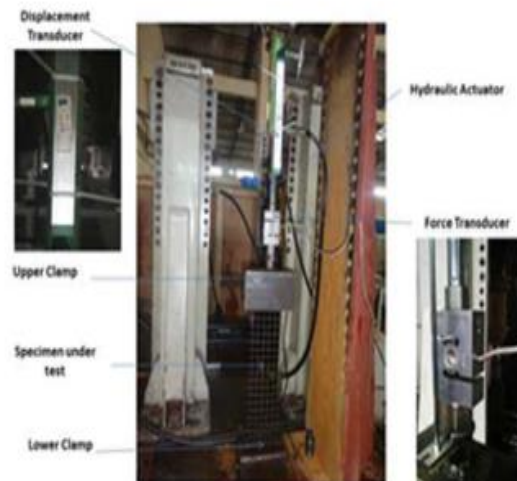 Displacement
Transducer
Hydraulic Actuator
Force Transducer
Upper Clamp
Specimen under
test
Lower Clamp